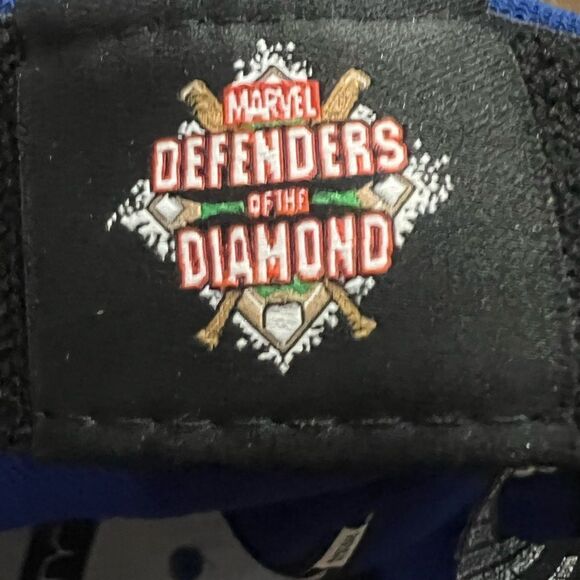 MARVEL
DEFENDERS
OF THE
DIAMOND